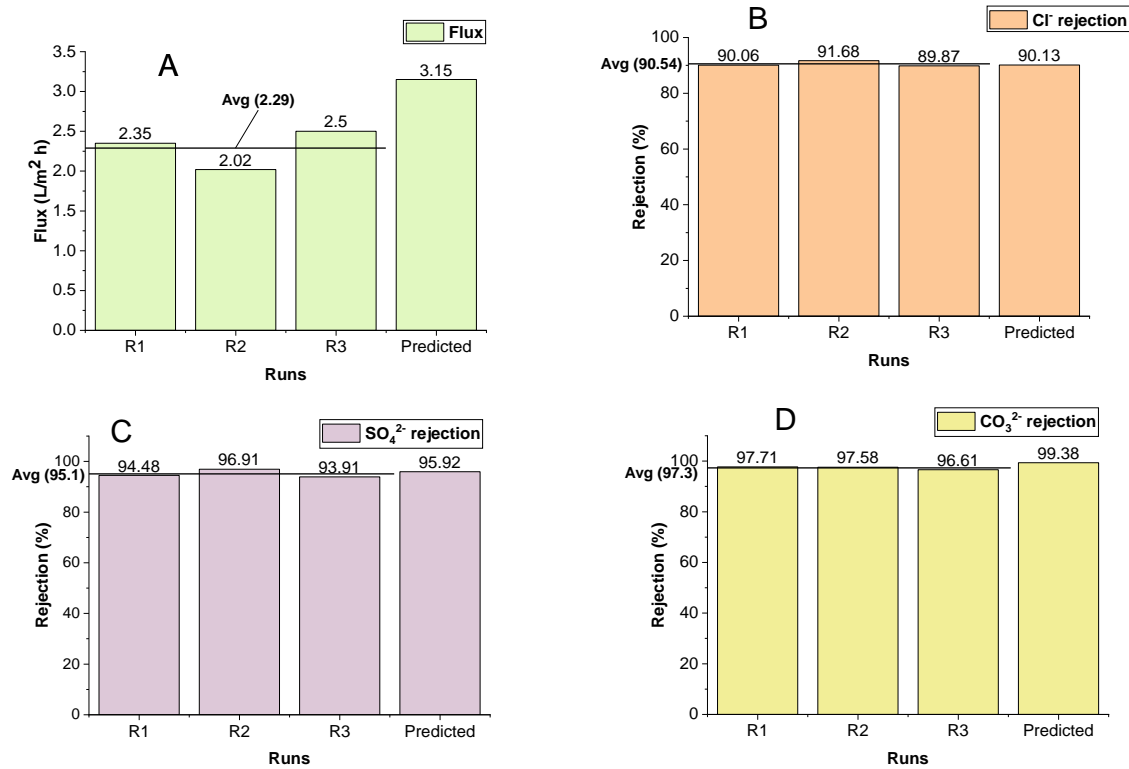 A
Flux
3.5
3.0
2.5
2.0
1.5
1.0
0.5
0.0
Flux (L/m² h)
Avg (2.29)
2.35
2.02
2.5
3.15
R1 R2 R3 Predicted
Runs
B
Cl⁻ rejection
100
80
60
40
20
0
Rejection (%)
Avg (90.54)
90.06
91.68
89.87
90.13
R1 R2 R3 Predicted
Runs
C
SO₄²⁻ rejection
100
80
60
40
20
0
Rejection (%)
Avg (95.1)
94.48
96.91
93.91
95.92
R1 R2 R3 Predicted
Runs
D
CO₃²⁻ rejection
100
80
60
40
20
0
Rejection (%)
Avg (97.3)
97.71
97.58
96.61
99.38
R1 R2 R3 Predicted
Runs